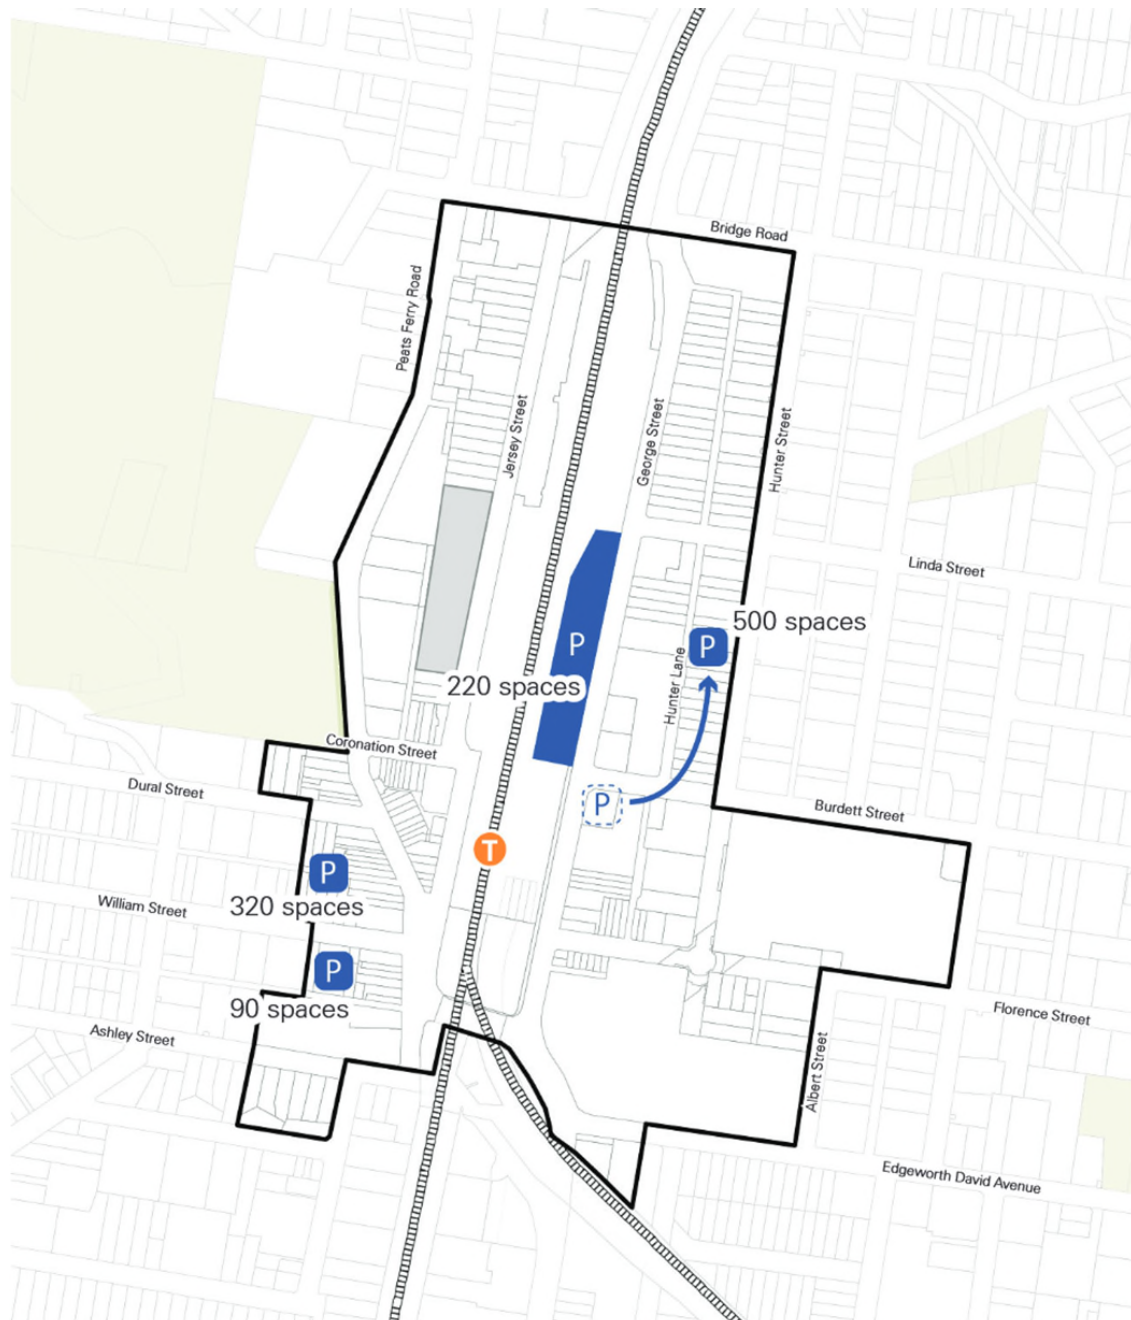 Bridge Road
Peats Ferry Road
Jersey Street
George Street
Hunter Street
Linda Street
500 spaces
P
P
Hunter Lane
220 spaces
Coronation Street
Dural Street
P
Burdett Street
T
P
320 spaces
William Street
P
90 spaces
Florence Street
Ashley Street
Albert Street
Edgeworth David Avenue